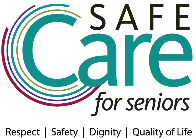 SAFE
Care
for seniors
Respect | Safety | Dignity | Quality of Life